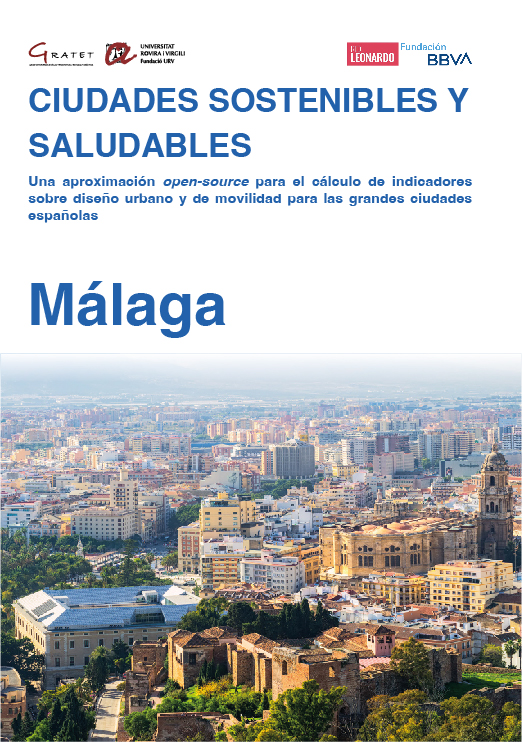 GRATET
UNIVERSITAT
ROVIRA i VIRGILI
Fundació URV
RED
LEONARDO
Fundación
BBVA
CIUDADES SOSTENIBLES Y
SALUDABLES
Una aproximación open-source para el cálculo de indicadores
sobre diseño urbano y de movilidad para las grandes ciudades
españolas
Málaga